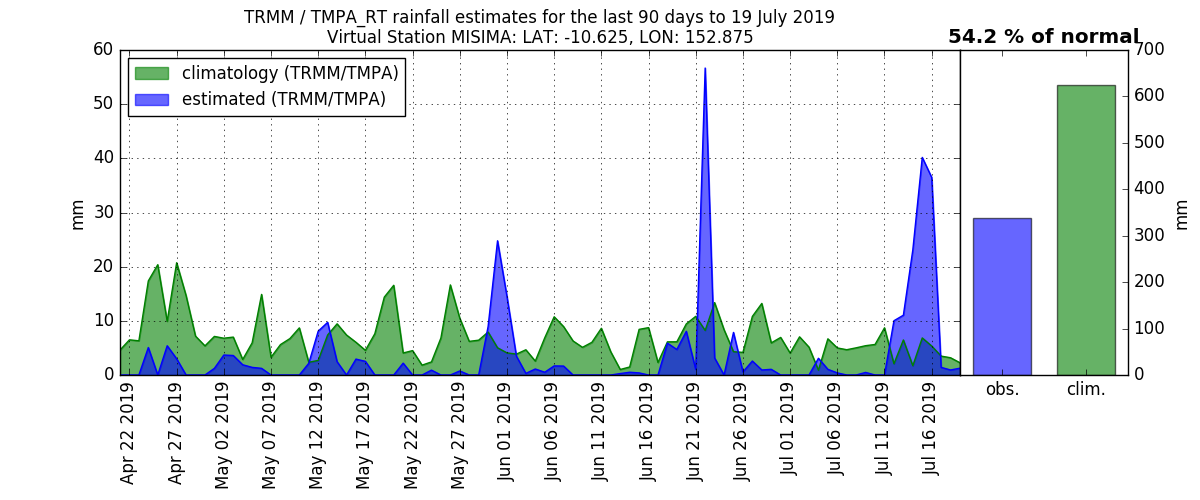 TRMM / TMPA_RT rainfall estimates for the last 90 days to 19 July 2019
Virtual Station MISIMA: LAT: -10.625, LON: 152.875
54.2 % of normal
climatology (TRMM/TMPA)
estimated (TRMM/TMPA)
60
50
40
30
20
10
0
mm
Apr 22 2019
Apr 27 2019
May 02 2019
May 07 2019
May 12 2019
May 17 2019
May 22 2019
May 27 2019
Jun 01 2019
Jun 06 2019
Jun 11 2019
Jun 16 2019
Jun 21 2019
Jun 26 2019
Jul 01 2019
Jul 06 2019
Jul 11 2019
Jul 16 2019
obs.
clim.
700
600
500
400
300
200
100
0
mm